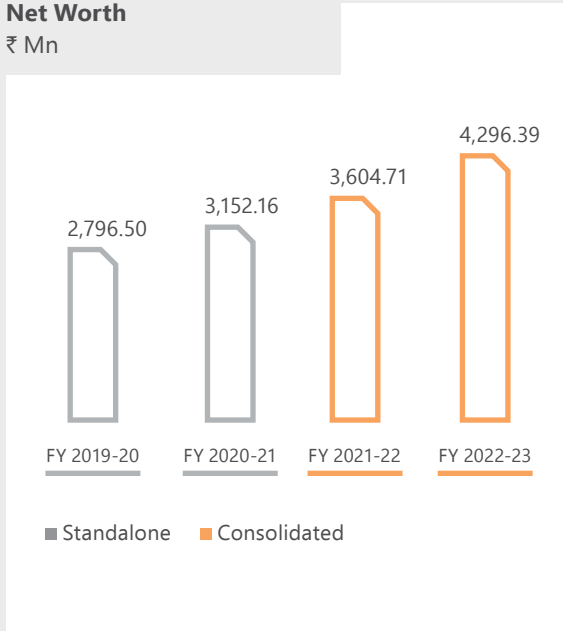 Net Worth
₹ Mn
4,296.39
3,604.71
3,152.16
2,796.50
FY 2019-20 FY 2020-21 FY 2021-22 FY 2022-23
Standalone Consolidated